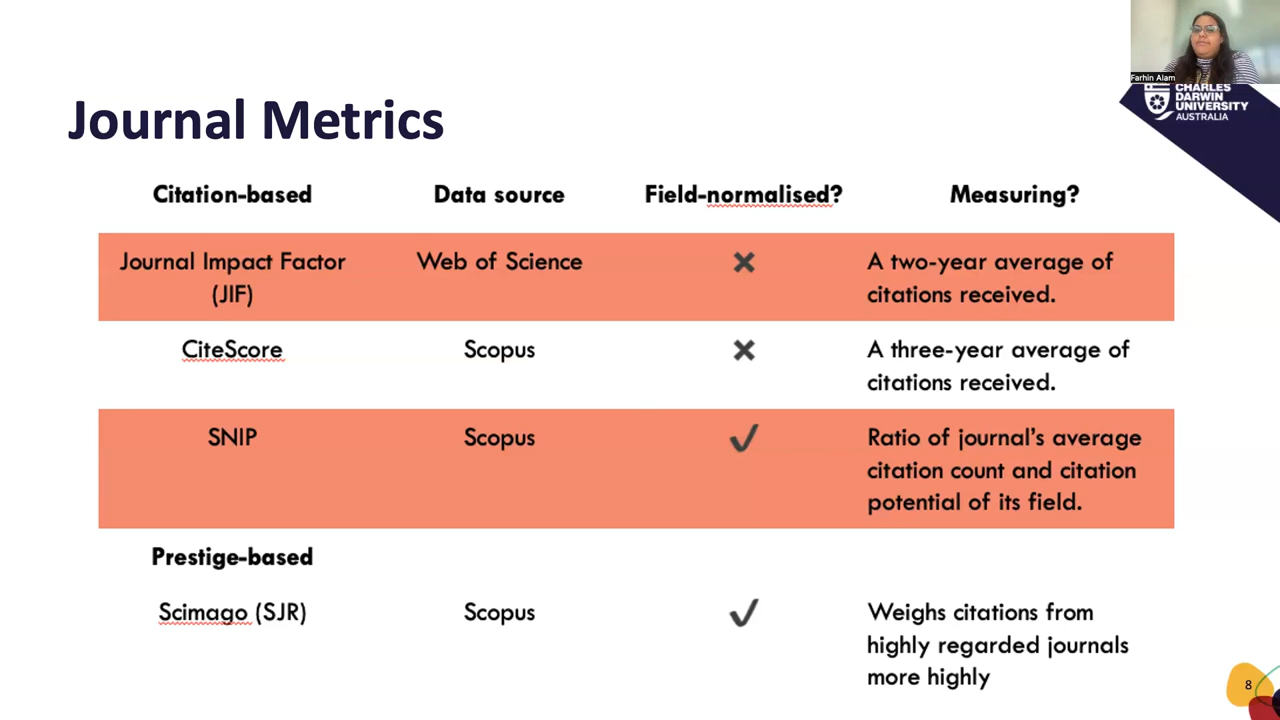 Farhin Alam
CHARLES
DARWIN
UNIVERSITY
AUSTRALIA
Journal Metrics
Citation-based Data source Field-normalised? Measuring?
Journal Impact Factor Web of Science ✖ A two-year average of
(JIF) citations received.
CiteScore Scopus ✖ A three-year average of
citations received.
SNIP Scopus ✔ Ratio of journal's average
citation count and citation
potential of its field.
Prestige-based
Scimago (SJR) Scopus ✔ Weighs citations from
highly regarded journals
more highly
8